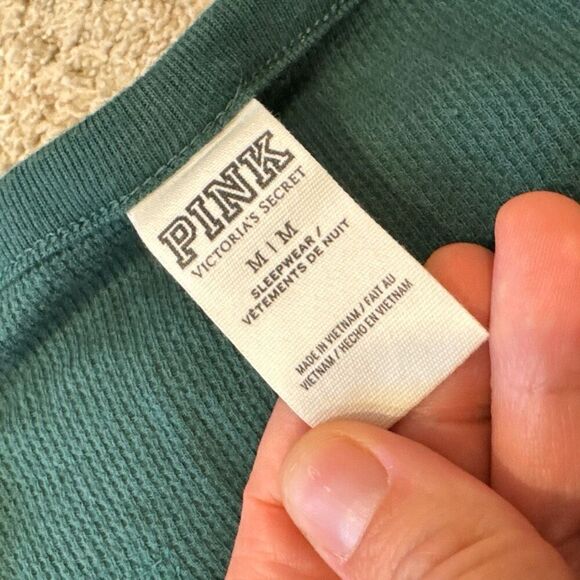 PINK
VICTORIA'S SECRET
M | M
SLEEPWEAR /
VÊTEMENTS DE NUIT
MADE IN VIETNAM / FAIT AU
VIETNAM / HECHO EN VIETNAM